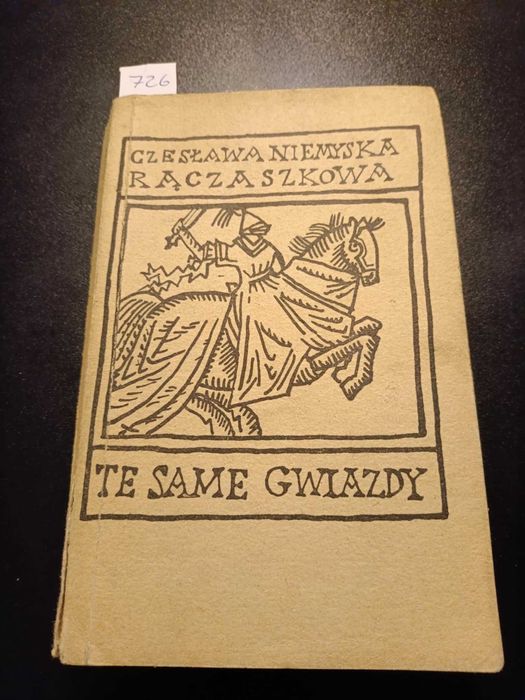 726
CZESŁAWA NIEMYSKA
RĄCZASZKOWA
TE SAME GWIAZDY